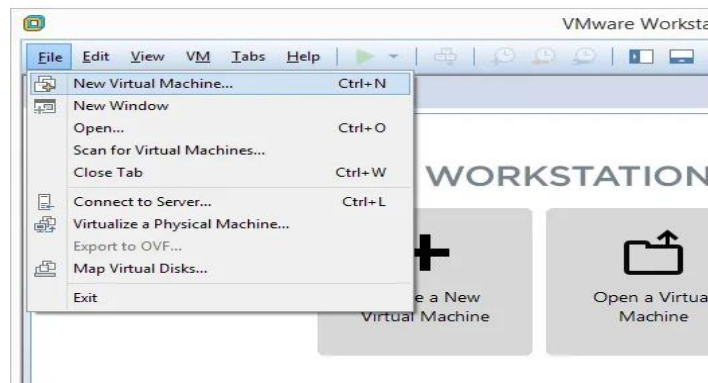 VMware Worksta
File Edit View VM Tabs Help
New Virtual Machine... Ctrl+N
New Window
Open... Ctrl+O
Scan for Virtual Machines...
Close Tab Ctrl+W
WORKSTATION
Connect to Server... Ctrl+L
Virtualize a Physical Machine...
Export to OVF...
Map Virtual Disks...
Exit
e a New
Virtual Machine
Open a Virtua
Machine